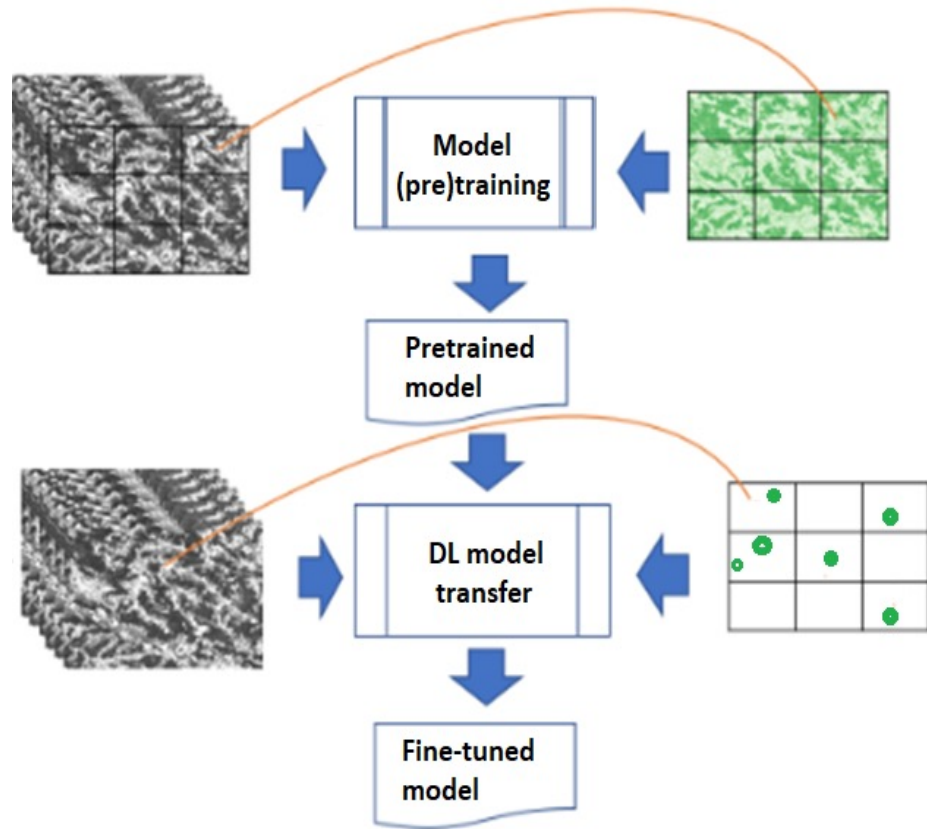 Model
(pre)training
Pretrained
model
DL model
transfer
Fine-tuned
model